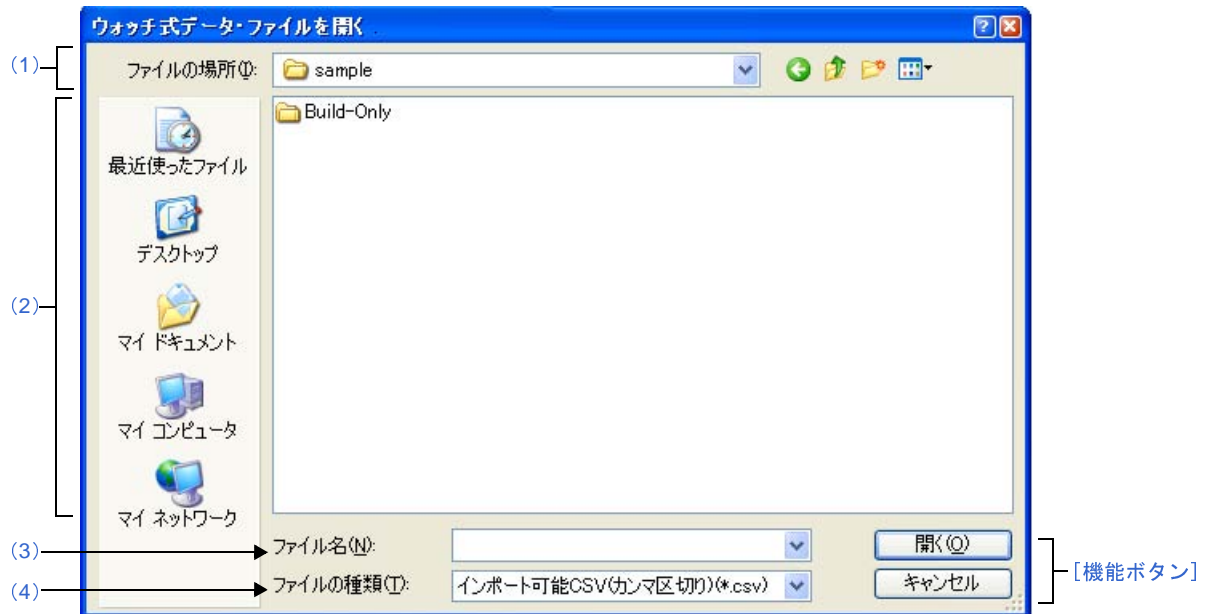 ウォッチ式データ・ファイルを開く
(1)
ファイルの場所(I):
sample
Build-Only
(2)
最近使ったファイル
デスクトップ
マイ ドキュメント
マイ コンピュータ
マイ ネットワーク
(3)
ファイル名(N):
開く(O)
(4)
ファイルの種類(T):
インポート可能CSV(カンマ区切り)(*.csv)
キャンセル
[機能ボタン]